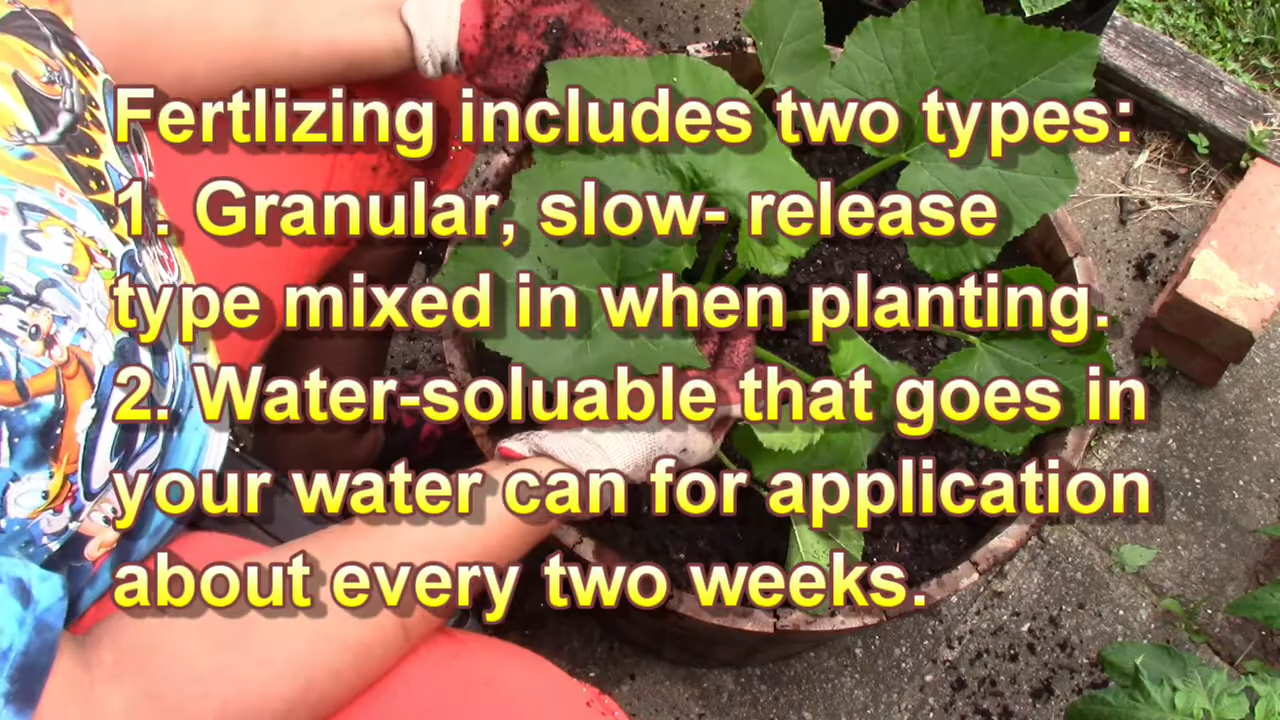 Fertlizing includes two types:
1. Granular, slow- release
type mixed in when planting.
2. Water-soluable that goes in
your water can for application
about every two weeks.